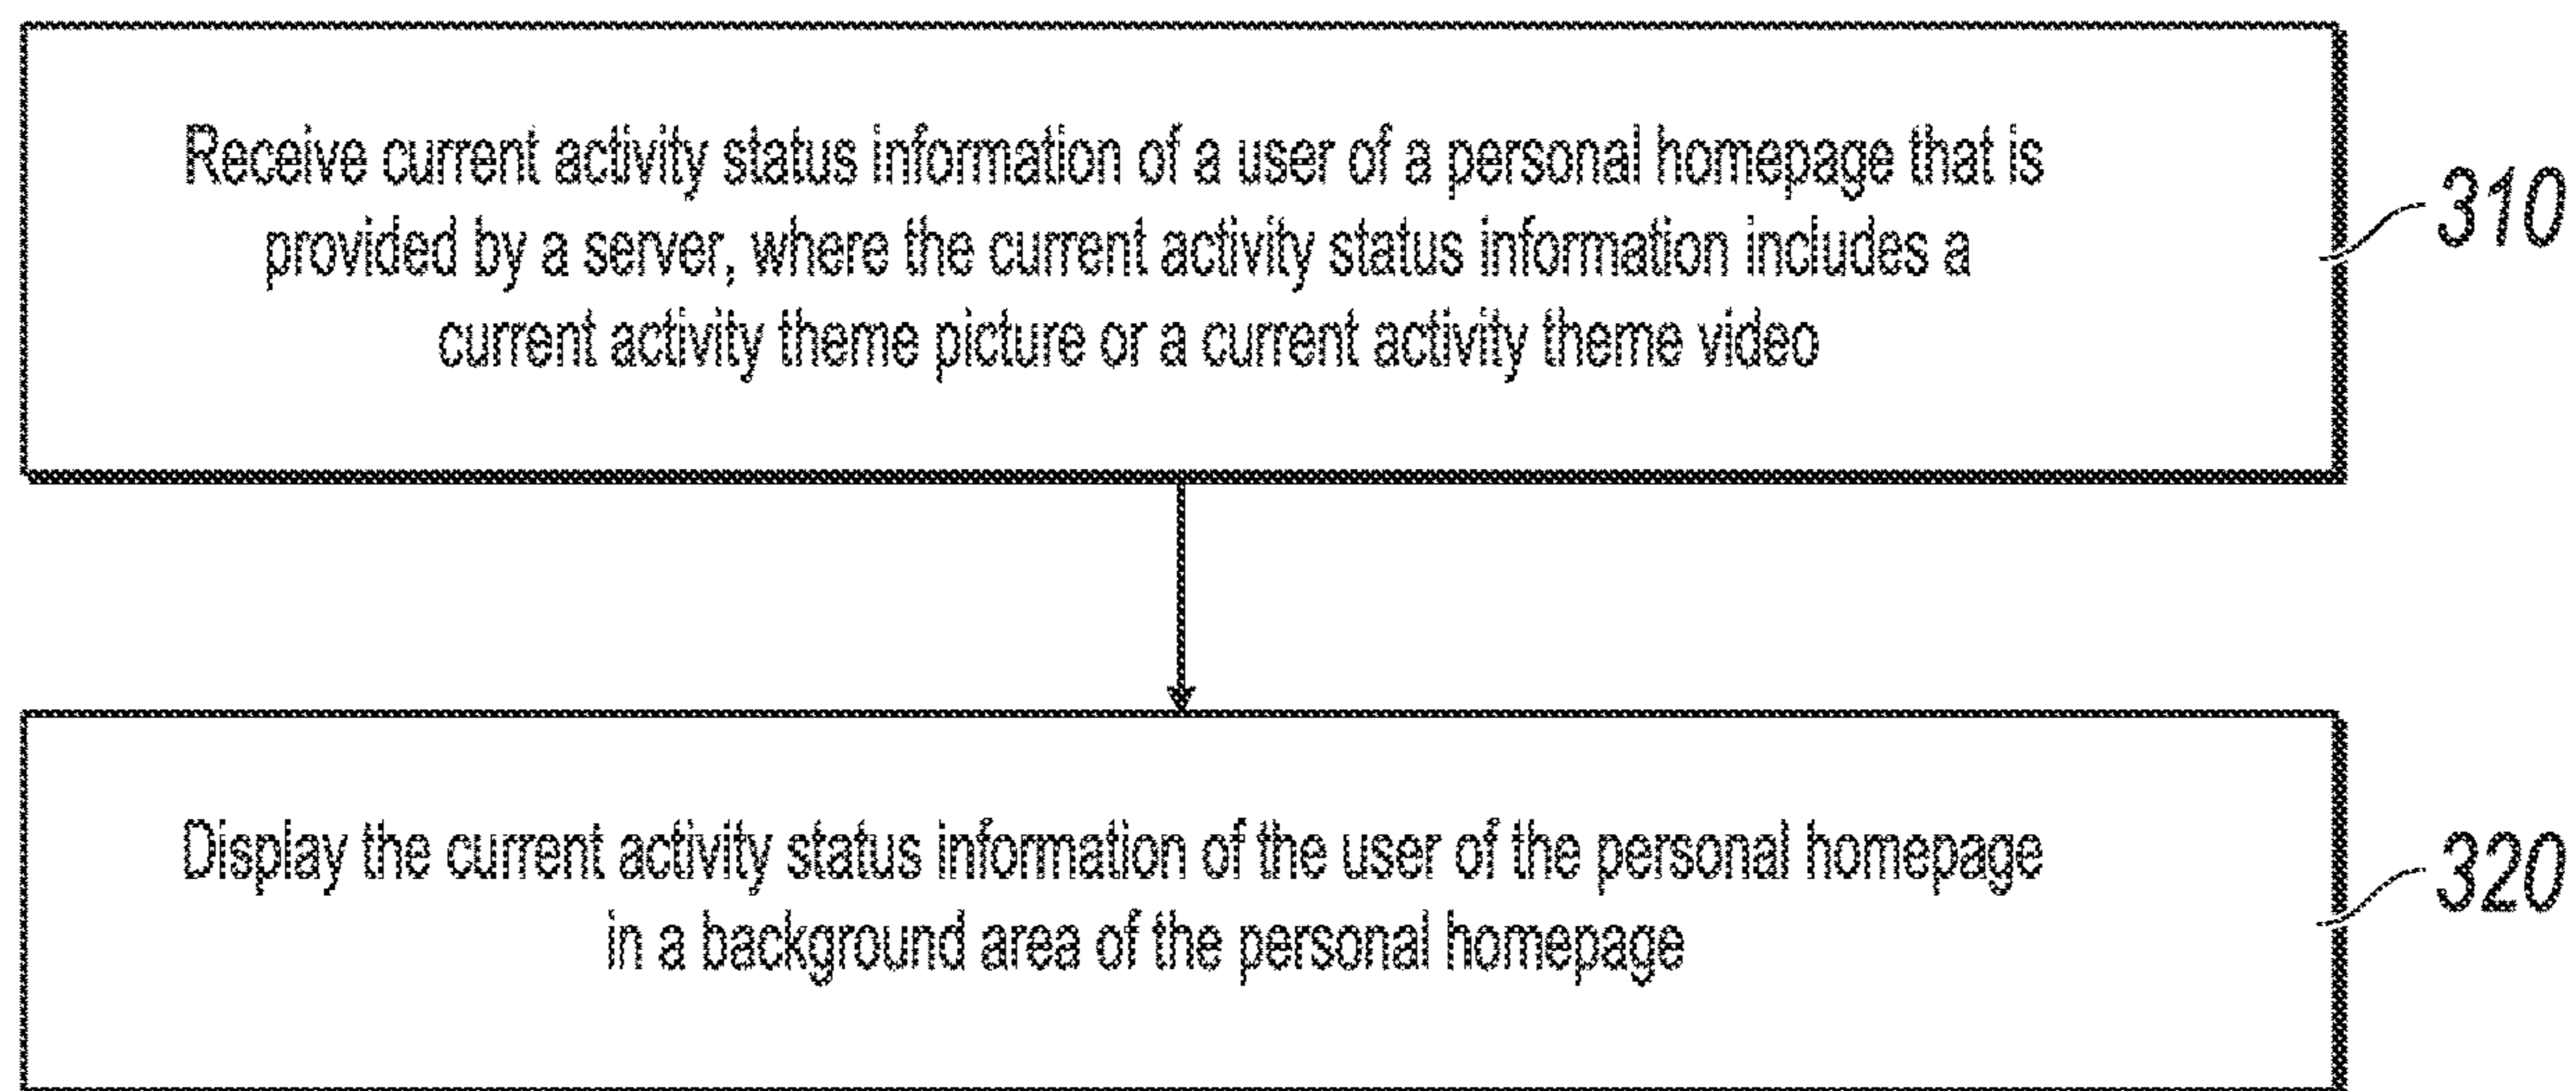 Receive current activity status information of a user of a personal homepage that is
provided by a server, where the current activity status information includes a
current activity theme picture or a current activity theme video
310
Display the current activity status information of the user of the personal homepage
in a background area of the personal homepage
320